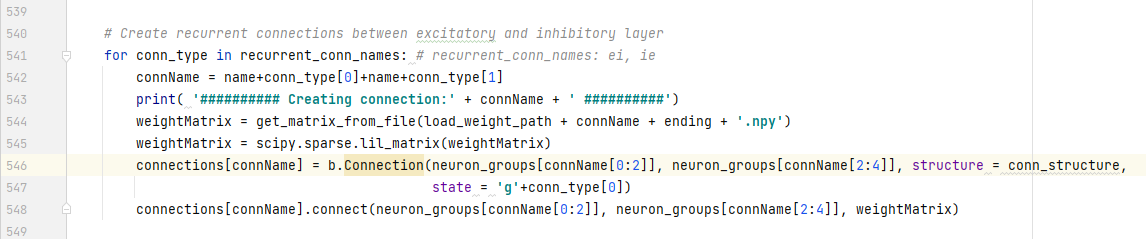 539
540 # Create recurrent connections between excitatory and inhibitory layer
541 for conn_type in recurrent_conn_names: # recurrent_conn_names: ei, ie
542 connName = name+conn_type[0]+name+conn_type[1]
543 print( '########## Creating connection:' + connName + ' ##########')
544 weightMatrix = get_matrix_from_file(load_weight_path + connName + ending + '.npy')
545 weightMatrix = scipy.sparse.lil_matrix(weightMatrix)
546 connections[connName] = b.Connection(neuron_groups[connName[0:2]], neuron_groups[connName[2:4]], structure = conn_structure,
547 state = 'g'+conn_type[0])
548 connections[connName].connect(neuron_groups[connName[0:2]], neuron_groups[connName[2:4]], weightMatrix)
549